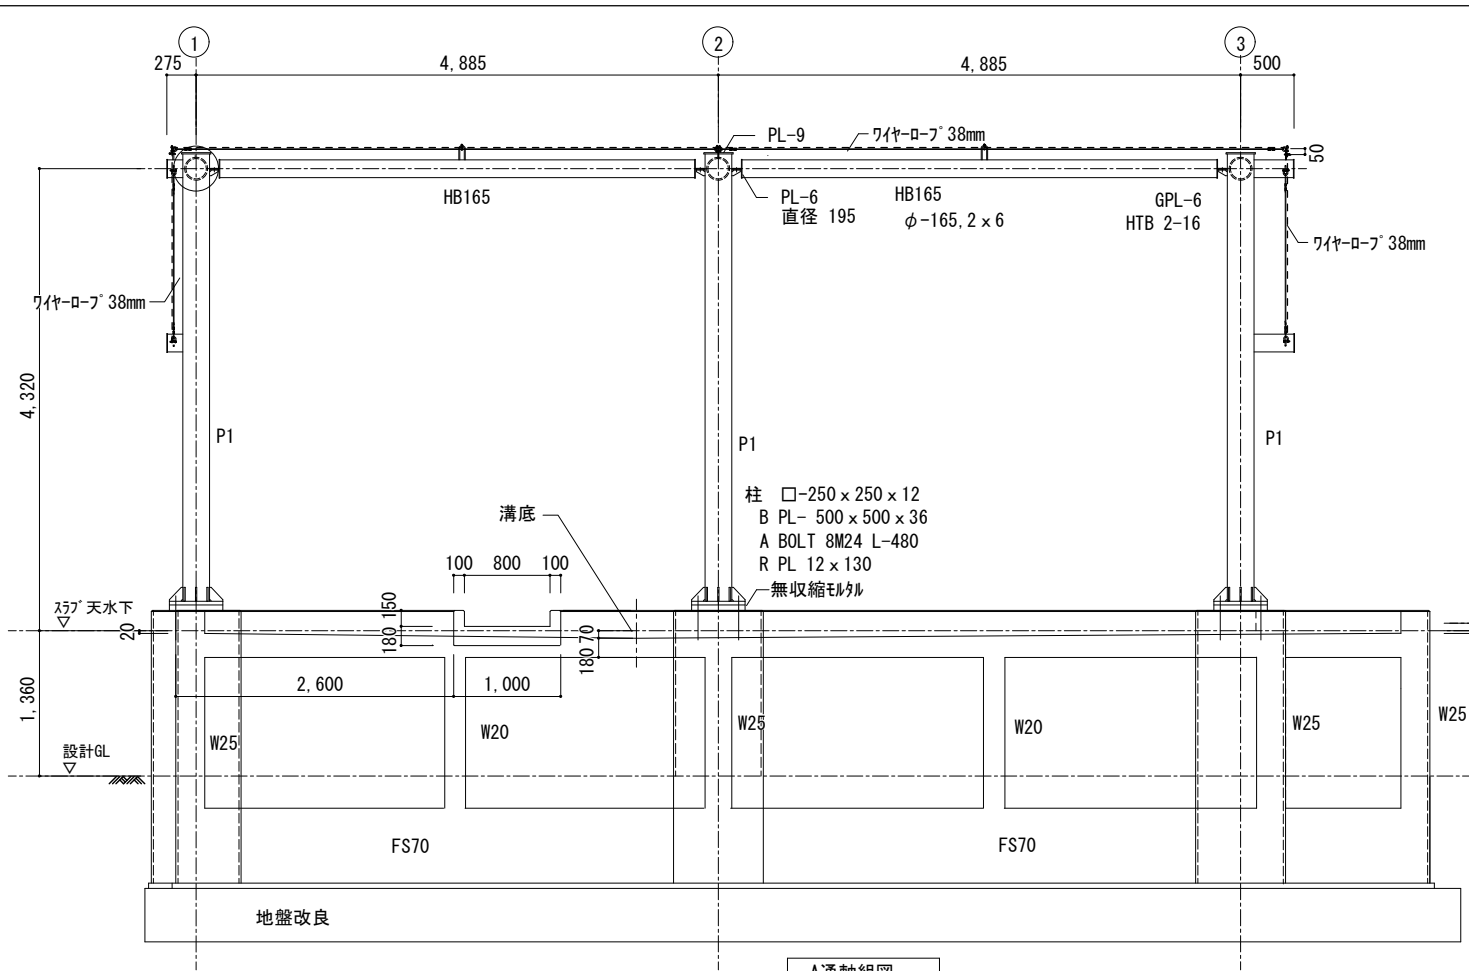 1
2
3
275
4,885
4,885
500
PL-9
ﾜｲﾔｰﾛｰﾌﾟ38mm
50
HB165
PL-6
直径 195
HB165
φ-165,2×6
GPL-6
HTB 2-16
ﾜｲﾔｰﾛｰﾌﾟ38mm
ﾜｲﾔｰﾛｰﾌﾟ38mm
4,320
P1
P1
P1
柱 □-250×250×12
B PL- 500×500×36
A BOLT 8M24 L-480
R PL 12×130
無収縮ﾓﾙﾀﾙ
溝底
100
800
100
ｽﾗﾌﾞ天水下
20
150
180
70
180
2,600
1,000
1,360
W25
W20
W25
W20
W25
W25
設計GL
FS70
FS70
地盤改良
A通軸組図